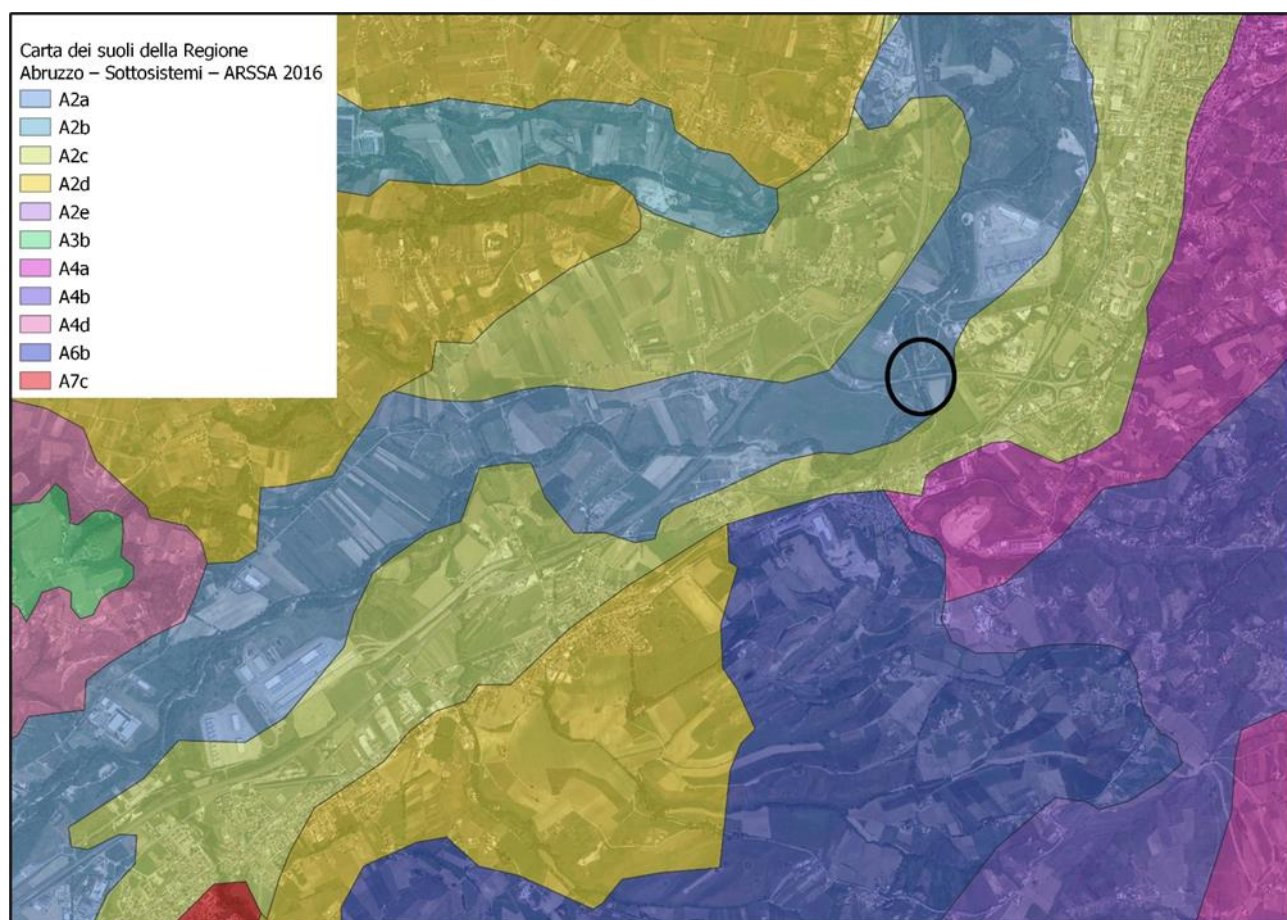 Carta dei suoli della Regione
Abruzzo – Sottosistemi – ARSSA 2016
A2a
A2b
A2c
A2d
A2e
A3b
A4a
A4b
A4d
A6b
A7c